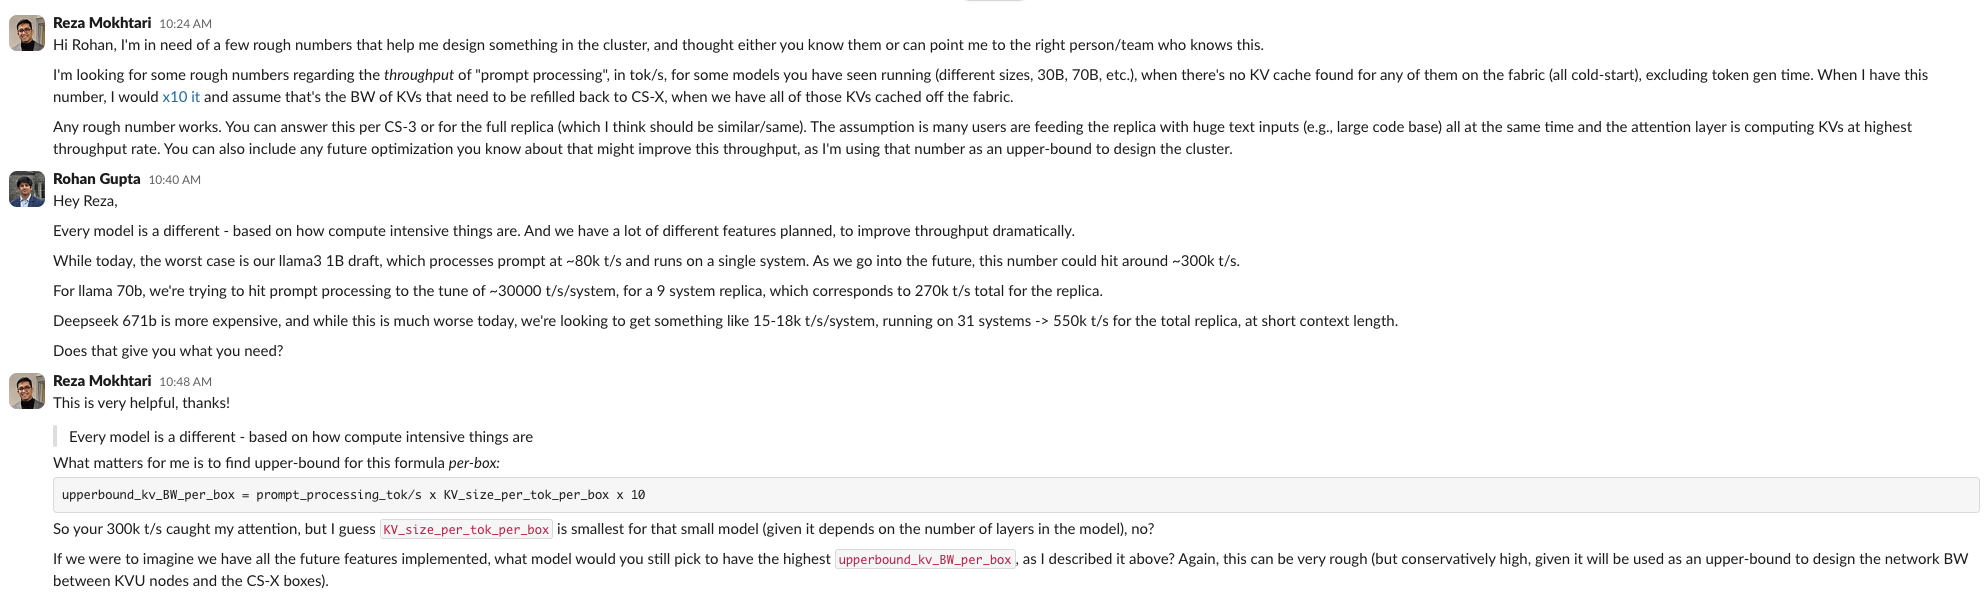 Reza Mokhtari 10:24 AM
Hi Rohan, I'm in need of a few rough numbers that help me design something in the cluster, and thought either you know them or can point me to the right person/team who knows this.
I'm looking for some rough numbers regarding the throughput of "prompt processing", in tok/s, for some models you have seen running (different sizes, 30B, 70B, etc.), when there's no KV cache found for any of them on the fabric (all cold-start), excluding token gen time. When I have this
number, I would x10 it and assume that's the BW of KVs that need to be refilled back to CS-X, when we have all of those KVs cached off the fabric.
Any rough number works. You can answer this per CS-3 or for the full replica (which I think should be similar/same). The assumption is many users are feeding the replica with huge text inputs (e.g., large code base) all at the same time and the attention layer is computing KVs at highest
throughput rate. You can also include any future optimization you know about that might improve this throughput, as I'm using that number as an upper-bound to design the cluster.
Rohan Gupta 10:40 AM
Hey Reza,
Every model is a different - based on how compute intensive things are. And we have a lot of different features planned, to improve throughput dramatically.
While today, the worst case is our llama3 1B draft, which processes prompt at ~80k t/s and runs on a single system. As we go into the future, this number could hit around ~300k t/s.
For llama 70b, we're trying to hit prompt processing to the tune of ~30000 t/s/system, for a 9 system replica, which corresponds to 270k t/s total for the replica.
Deepseek 671b is more expensive, and while this is much worse today, we're looking to get something like 15-18k t/s/system, running on 31 systems -> 550k t/s for the total replica, at short context length.
Does that give you what you need?
Reza Mokhtari 10:48 AM
This is very helpful, thanks!
Every model is a different - based on how compute intensive things are
What matters for me is to find upper-bound for this formula per-box:
upperbound_kv_BW_per_box = prompt_processing_tok/s x KV_size_per_tok_per_box x 10
So your 300k t/s caught my attention, but I guess KV_size_per_tok_per_box is smallest for that small model (given it depends on the number of layers in the model), no?
If we were to imagine we have all the future features implemented, what model would you still pick to have the highest upperbound_kv_BW_per_box, as I described it above? Again, this can be very rough (but conservatively high, given it will be used as an upper-bound to design the network BW
between KVU nodes and the CS-X boxes).